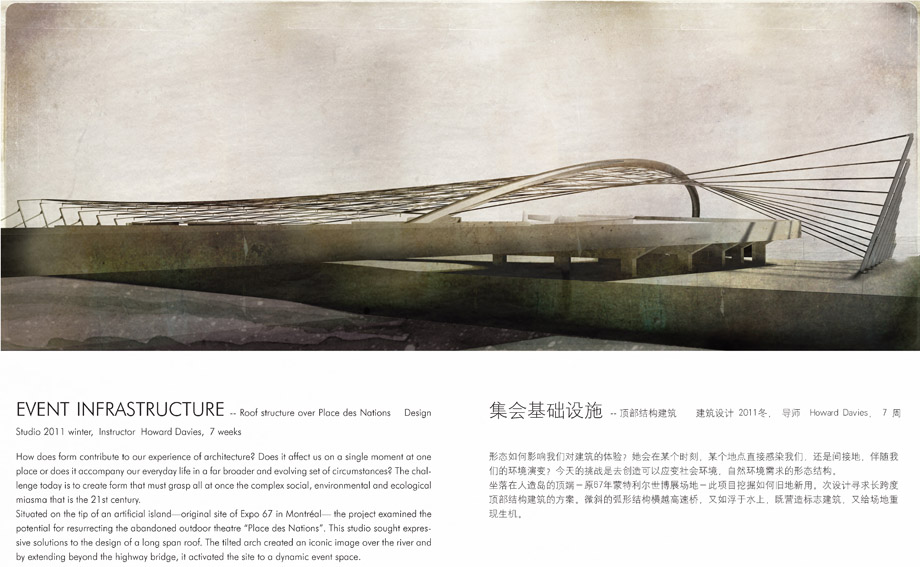 EVENT INFRASTRUCTURE -- Roof structure over Place des Nations Design
Studio 2011 winter, Instructor Howard Davies, 7 weeks
How does form contribute to our experience of architecture? Does it affect us on a single moment at one
place or does it accompany our everyday life in a far broader and evolving set of circumstances? The chal-
lenge today is to create form that must grasp all at once the complex social, environmental and ecological
miasma that is the 21st century.
Situated on the tip of an artificial island—original site of Expo 67 in Montréal— the project examined the
potential for resurrecting the abandoned outdoor theatre “Place des Nations”. This studio sought expres-
sive solutions to the design of a long span roof. The tilted arch created an iconic image over the river and
by extending beyond the highway bridge, it activated the site to a dynamic event space.
集会基础设施 -- 顶部结构建筑 建筑设计 2011冬， 导师 Howard Davies， 7 周
形态如何影响我们对建筑的体验？她会在某个时刻，某个地点直接感染我们，还是间接地，伴随我
们的环境演变？今天的挑战是去创造可以应变社会环境，自然环境需求的形态结构。
坐落在人造岛的顶端－原67年蒙特利尔世博展场地－此项目挖掘如何旧地新用。次设计寻求长跨度
顶部结构建筑的方案。微斜的弧形结构横越高速桥，又如浮于水上，既营造标志建筑，又给场地重
现生机。